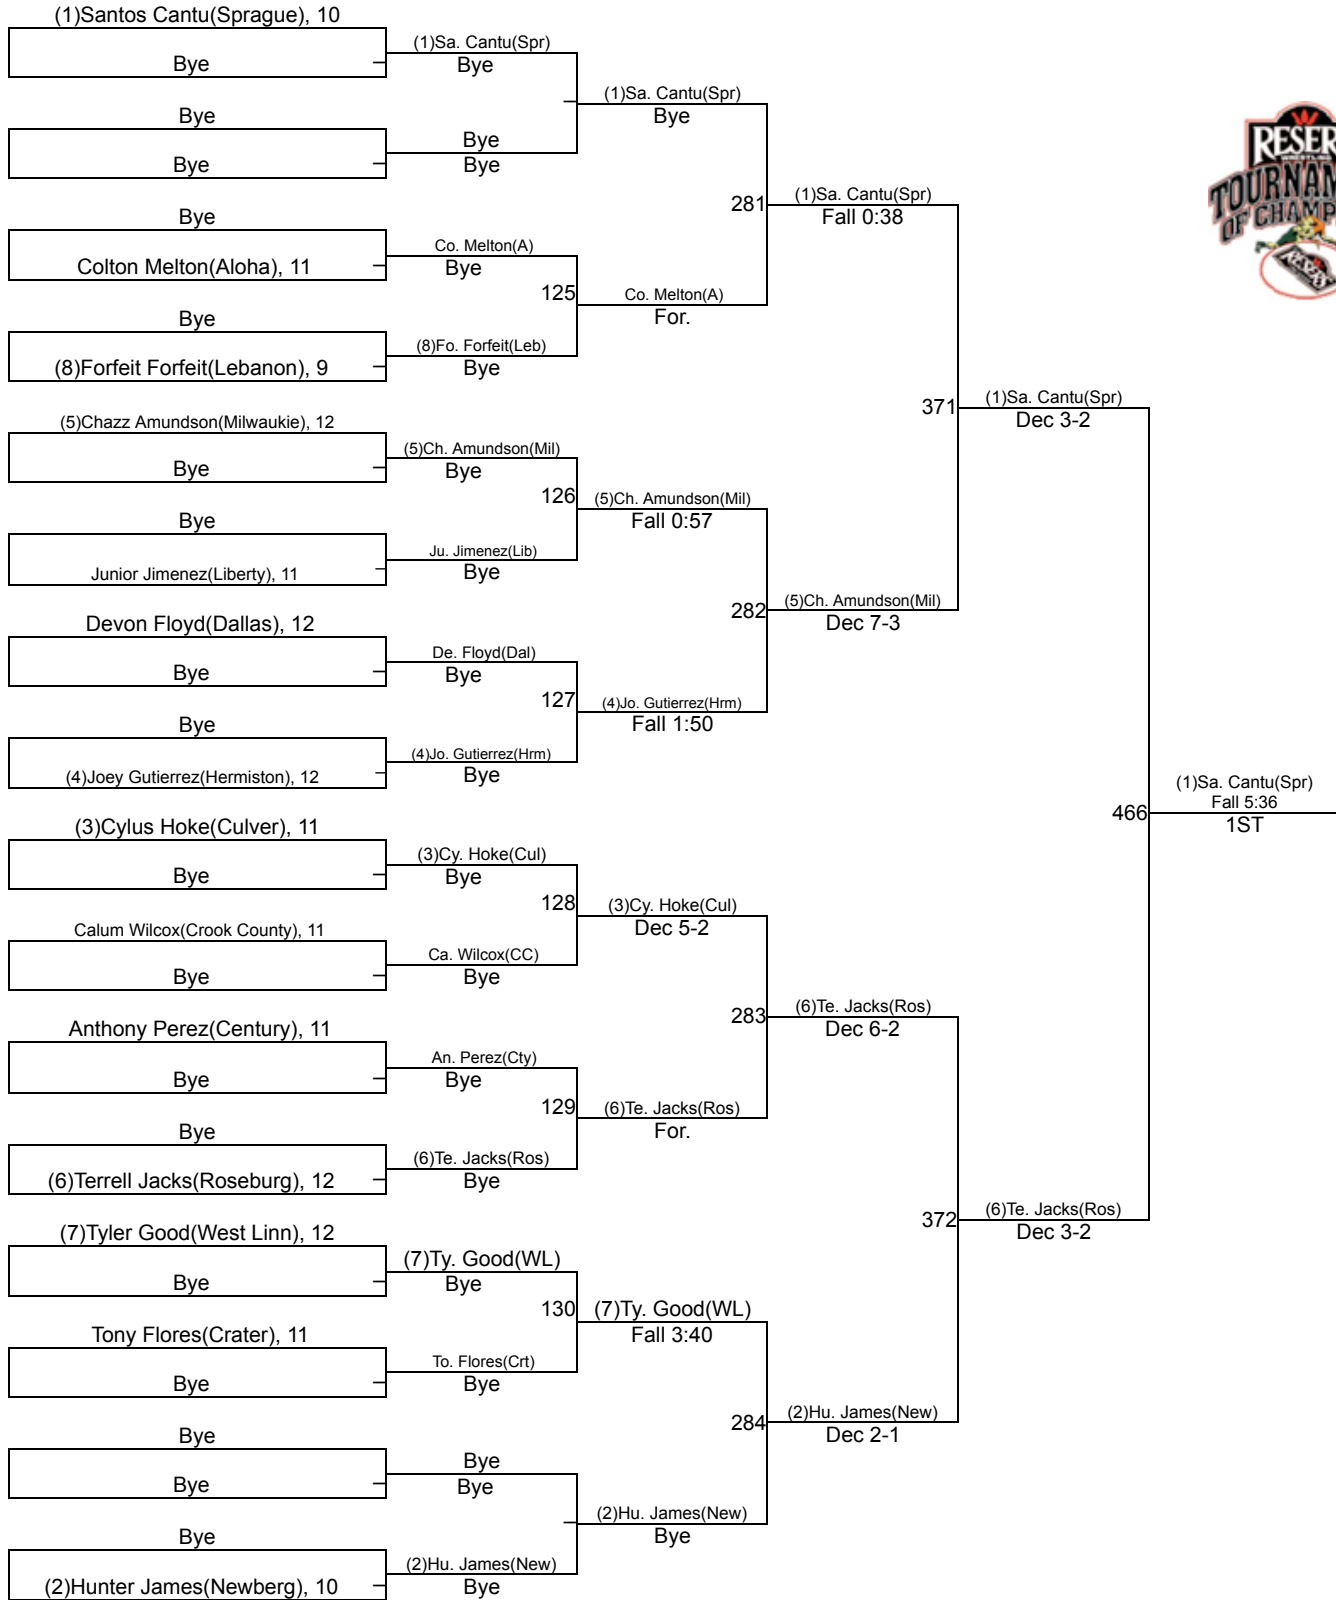 (1)Santos Cantu(Sprague), 10
Bye
Bye
Bye
Bye
Colton Melton(Aloha), 11
Bye
(8)Forfeit Forfeit(Lebanon), 9
(5)Chazz Amundson(Milwaukie), 12
Bye
Bye
Junior Jimenez(Liberty), 11
Devon Floyd(Dallas), 12
Bye
Bye
(4)Joey Gutierrez(Hermiston), 12
(3)Cylus Hoke(Culver), 11
Bye
Calum Wilcox(Crook County), 11
Bye
Anthony Perez(Century), 11
Bye
Bye
(6)Terrell Jacks(Roseburg), 12
(7)Tyler Good(West Linn), 12
Bye
Tony Flores(Crater), 11
Bye
Bye
Bye
Bye
(2)Hunter James(Newberg), 10
(1)Sa. Cantu(Spr)
Bye
Bye
Bye
Co. Melton(A)
Bye
125
(8)Fo. Forfeit(Leb)
Bye
(5)Ch. Amundson(Mil)
Bye
126
Ju. Jimenez(Lib)
Bye
De. Floyd(Dal)
Bye
127
(4)Jo. Gutierrez(Hrm)
Bye
(3)Cy. Hoke(Cul)
Bye
128
Ca. Wilcox(CC)
Bye
An. Perez(Cty)
Bye
129
(6)Te. Jacks(Ros)
Bye
(7)Ty. Good(WL)
Bye
130
To. Flores(Crt)
Bye
Bye
Bye
(2)Hu. James(New)
Bye
(1)Sa. Cantu(Spr)
Bye
281
Co. Melton(A)
For.
(5)Ch. Amundson(Mil)
Fall 0:57
282
(4)Jo. Gutierrez(Hrm)
Fall 1:50
(3)Cy. Hoke(Cul)
Dec 5-2
283
(6)Te. Jacks(Ros)
For.
(7)Ty. Good(WL)
Fall 3:40
284
(2)Hu. James(New)
Bye
(1)Sa. Cantu(Spr)
Fall 0:38
371
(5)Ch. Amundson(Mil)
Dec 7-3
(6)Te. Jacks(Ros)
Dec 6-2
372
(2)Hu. James(New)
Dec 2-1
(1)Sa. Cantu(Spr)
Dec 3-2
466
(6)Te. Jacks(Ros)
Dec 3-2
(1)Sa. Cantu(Spr)
Fall 5:36
1ST
RESER
WRESTLING
TOURNAM
OF CHAMP